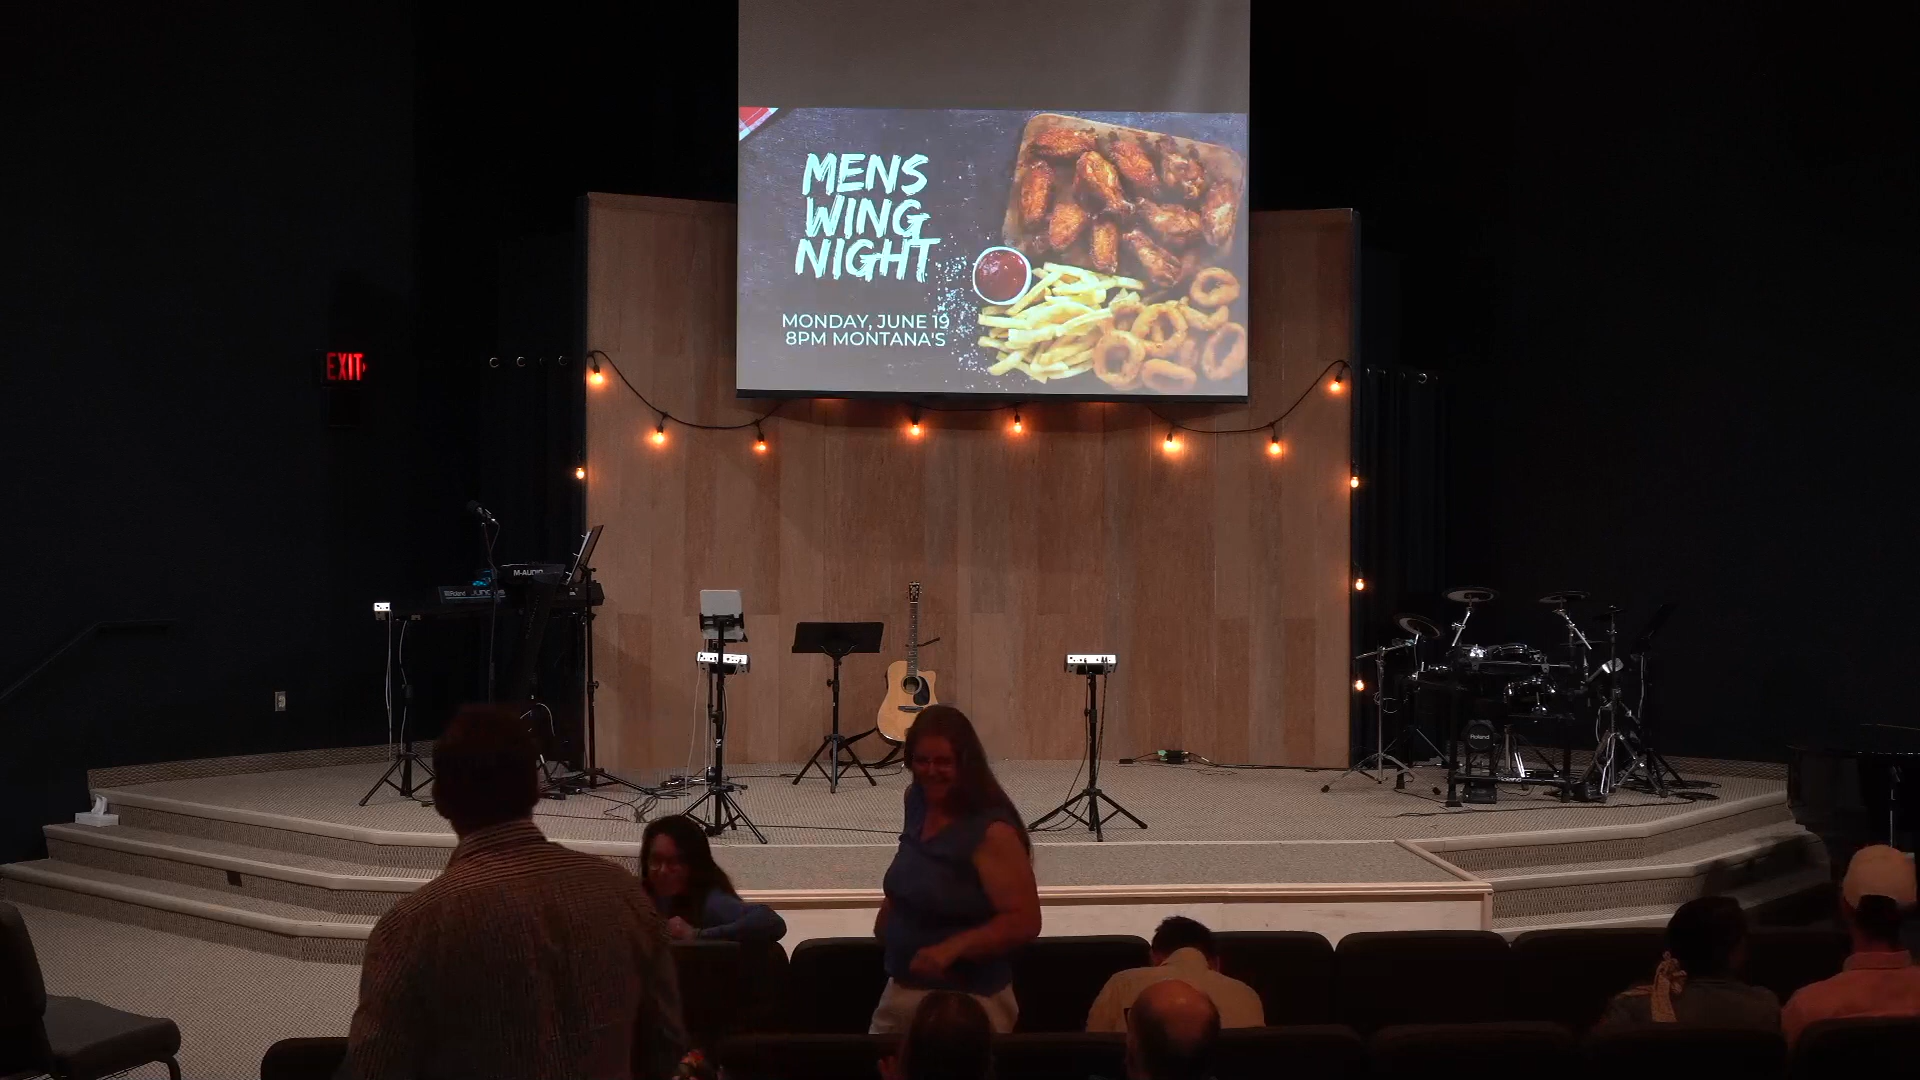 MENS
WING
NIGHT
MONDAY, JUNE 19
8PM MONTANA'S
EXIT
M-AUDIO
Roland
Roland